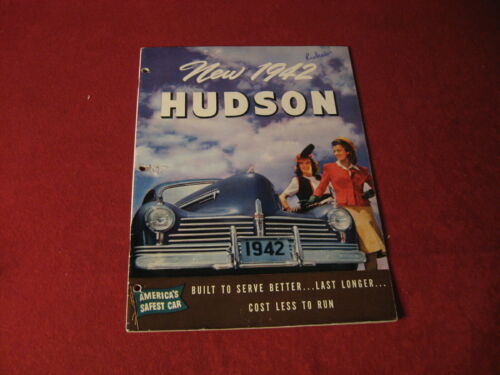 New 1942
HUDSON
1942
AMERICA'S
SAFEST CAR
BUILT TO SERVE BETTER...LAST LONGER...
COST LESS TO RUN